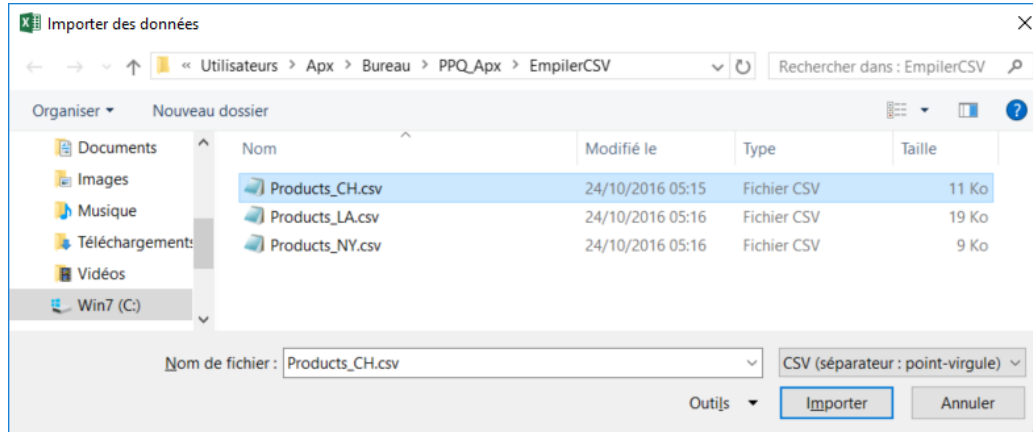 Importer des données
« Utilisateurs > Apx > Bureau > PPQ_Apx > EmpilerCSV Rechercher dans : EmpilerCSV
Organiser Nouveau dossier
Nom Modifié le Type Taille
Documents
Images
Musique
Téléchargements
Vidéos
Win7 (C:)
Products_CH.csv 24/10/2016 05:15 Fichier CSV 11 Ko
Products_LA.csv 24/10/2016 05:16 Fichier CSV 19 Ko
Products_NY.csv 24/10/2016 05:16 Fichier CSV 9 Ko
Nom de fichier : Products_CH.csv CSV (séparateur : point-virgule)
Outils Importer Annuler